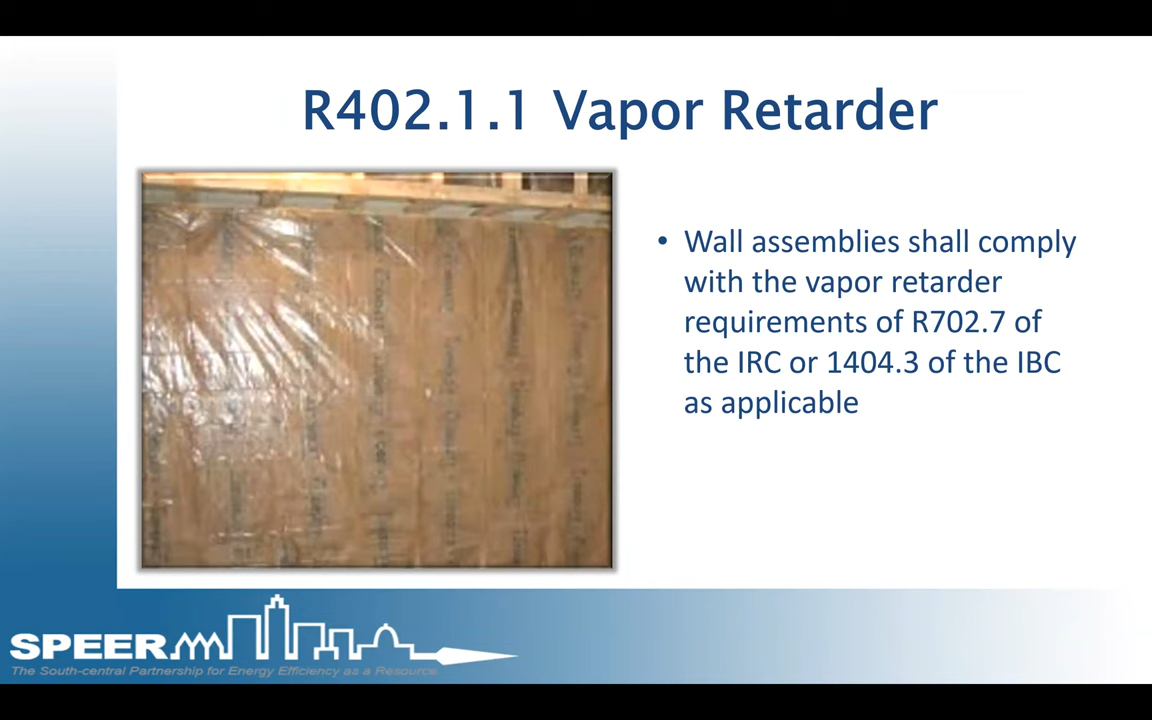 R402.1.1 Vapor Retarder
• Wall assemblies shall comply
with the vapor retarder
requirements of R702.7 of
the IRC or 1404.3 of the IBC
as applicable
SPEER
The South-central Partnership for Energy Efficiency as a Resource